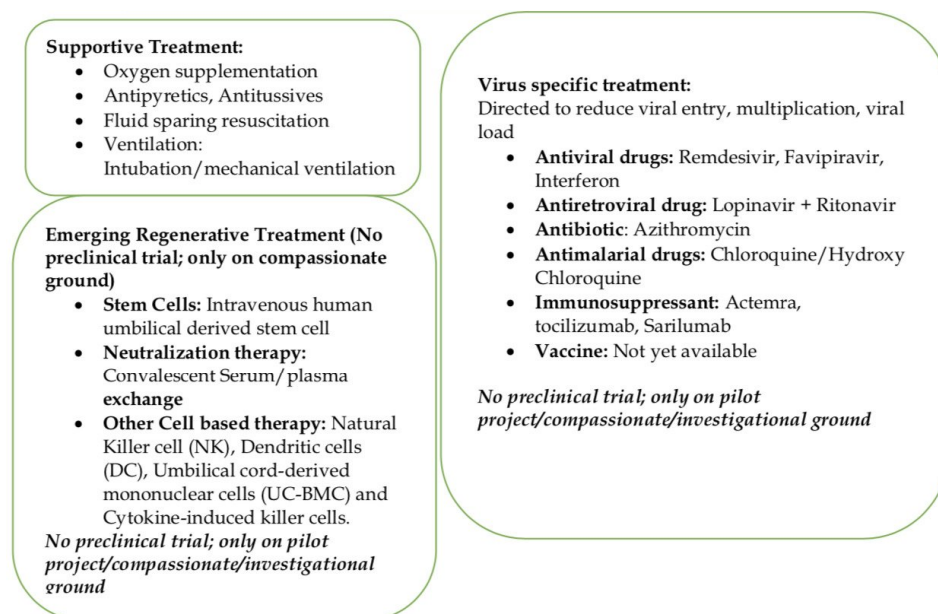 Supportive Treatment:
• Oxygen supplementation
• Antipyretics, Antitussives
• Fluid sparing resuscitation
• Ventilation:
Intubation/mechanical ventilation
Emerging Regenerative Treatment (No
preclinical trial; only on compassionate
ground)
• Stem Cells: Intravenous human
umbilical derived stem cell
• Neutralization therapy:
Convalescent Serum/plasma
exchange
• Other Cell based therapy: Natural
Killer cell (NK), Dendritic cells
(DC), Umbilical cord-derived
mononuclear cells (UC-BMC) and
Cytokine-induced killer cells.
No preclinical trial; only on pilot
project/compassionate/investigational
ground
Virus specific treatment:
Directed to reduce viral entry, multiplication, viral
load
• Antiviral drugs: Remdesivir, Favipiravir,
Interferon
• Antiretroviral drug: Lopinavir + Ritonavir
• Antibiotic: Azithromycin
• Antimalarial drugs: Chloroquine/Hydroxy
Chloroquine
• Immunosuppressant: Actemra,
tocilizumab, Sarilumab
• Vaccine: Not yet available
No preclinical trial; only on pilot
project/compassionate/investigational ground